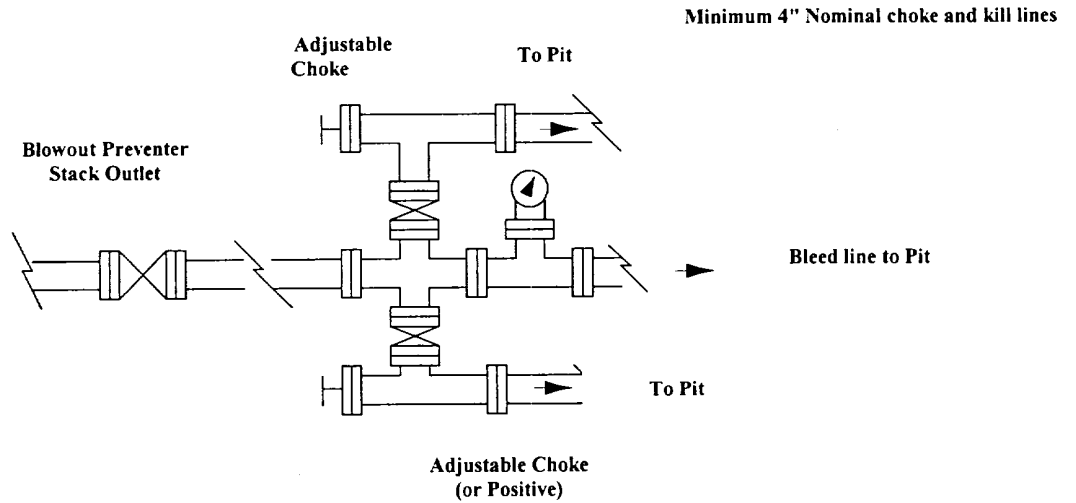 Minimum 4" Nominal choke and kill lines
Adjustable
Choke
To Pit
Blowout Preventer
Stack Outlet
Bleed line to Pit
To Pit
Adjustable Choke
(or Positive)